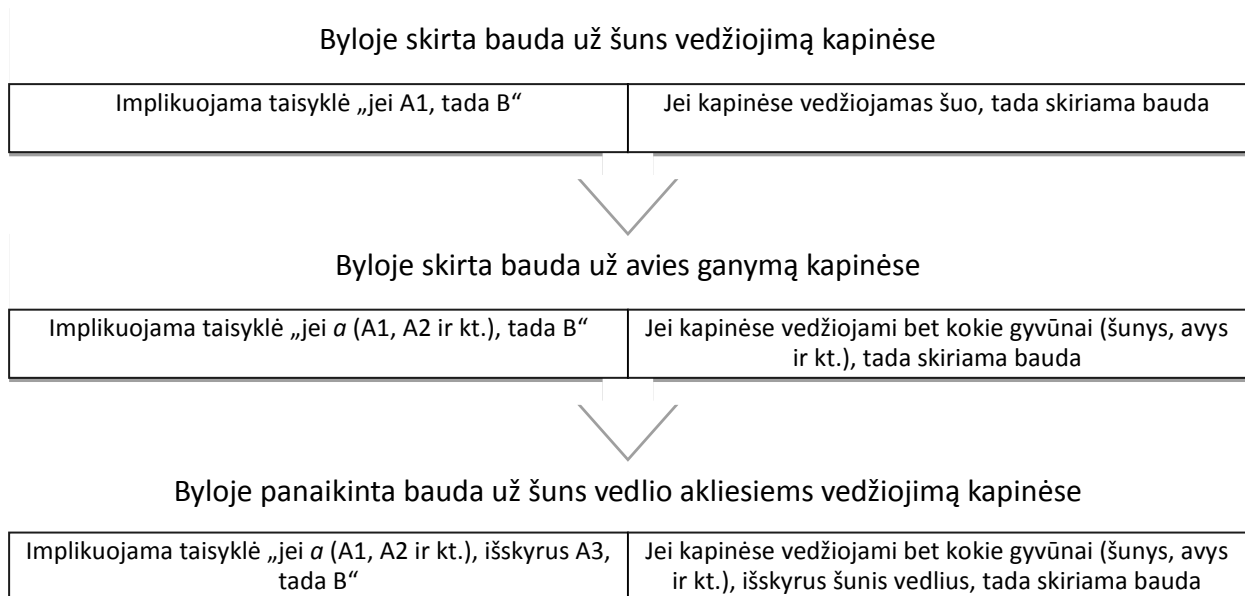 Byloje skirta bauda už šuns vedžiojimą kapinėse
Implikuojama taisyklė „jei A1, tada B“
Jei kapinėse vedžiojamas šuo, tada skiriama bauda
Byloje skirta bauda už avies ganymą kapinėse
Implikuojama taisyklė „jei a (A1, A2 ir kt.), tada B“
Jei kapinėse vedžiojami bet kokie gyvūnai (šunys, avys
ir kt.), tada skiriama bauda
Byloje panaikinta bauda už šuns vedlio akliesiems vedžiojimą kapinėse
Implikuojama taisyklė „jei a (A1, A2 ir kt.), išskyrus A3,
tada B“
Jei kapinėse vedžiojami bet kokie gyvūnai (šunys, avys
ir kt.), išskyrus šunis vedlius, tada skiriama bauda